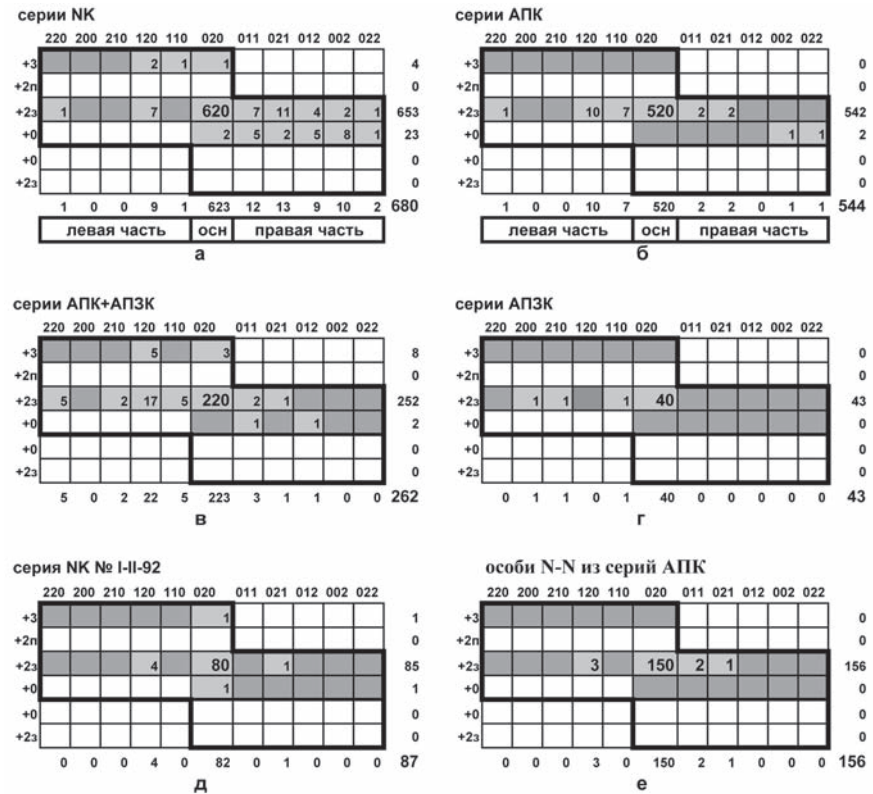 серии NK
220 200 210 120 110 020 011 021 012 002 022
+3 2 1 1 4
+2п 0
+2з 1 7 620 7 11 4 2 1 653
+0 2 5 2 5 8 1 23
+0 0
+2з 0
1 0 0 9 1 623 12 13 9 10 2 680
левая часть осн правая часть
а
серии АПК
220 200 210 120 110 020 011 021 012 002 022
+3 0
+2п 0
+2з 1 10 7 520 2 2 542
+0 1 1 2
+0 0
+2з 0
1 0 0 10 7 520 2 2 0 1 1 544
левая часть осн правая часть
б
серии АПК+АПЗК
220 200 210 120 110 020 011 021 012 002 022
+3 5 3 8
+2п 0
+2з 5 2 17 5 220 2 1 252
+0 1 1 2
+0 0
+2з 0
5 0 2 22 5 223 3 1 1 0 0 262
в
серии АПЗК
220 200 210 120 110 020 011 021 012 002 022
+3 0
+2п 0
+2з 1 1 1 40 43
+0 0
+0 0
+2з 0
0 1 1 0 1 40 0 0 0 0 0 43
г
серия NK № I-II-92
220 200 210 120 110 020 011 021 012 002 022
+3 1 1
+2п 0
+2з 4 80 1 85
+0 1 1
+0 0
+2з 0
0 0 0 4 0 82 0 1 0 0 0 87
д
особи N-N из серий АПК
220 200 210 120 110 020 011 021 012 002 022
+3 0
+2п 0
+2з 3 150 2 1 156
+0 0
+0 0
+2з 0
0 0 0 3 0 150 2 1 0 0 0 156
е